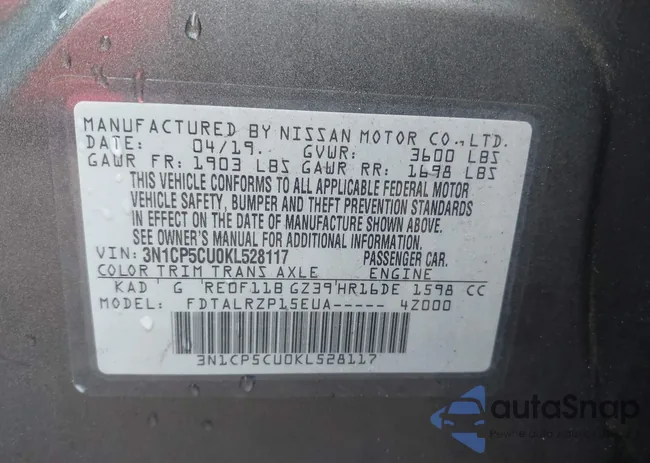 MANUFACTURED BY NISSAN MOTOR CO.,LTD.
DATE: 04/19. GVWR: 3600 LBS
GAWR FR: 1903 LBS GAWR RR: 1698 LBS
THIS VEHICLE CONFORMS TO ALL APPLICABLE FEDERAL MOTOR
VEHICLE SAFETY, BUMPER AND THEFT PREVENTION STANDARDS
IN EFFECT ON THE DATE OF MANUFACTURE SHOWN ABOVE.
SEE OWNER'S MANUAL FOR ADDITIONAL INFORMATION.
VIN: 3N1CP5CU0KL528117 PASSENGER CAR.
COLOR TRIM TRANS AXLE ENGINE
KAD G RE0F11B GZ39 HR16DE 1598 CC
MODEL: FDTALRZP15EUA----- 4Z000
3N1CP5CU0KL528117
autoSnap